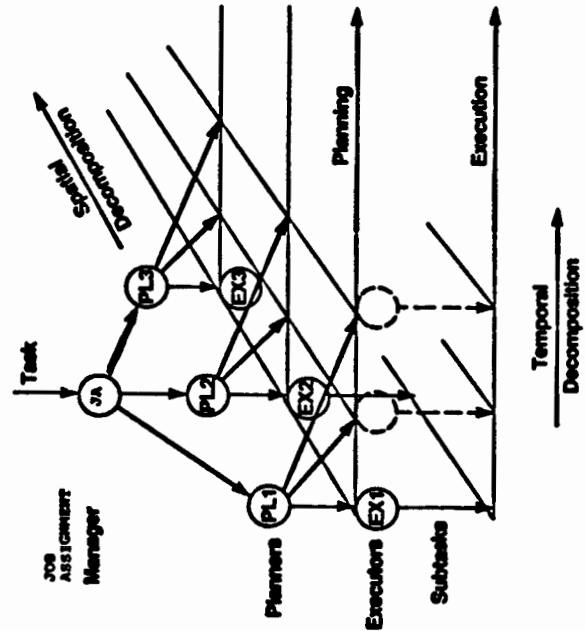 Task
JOB
ASSIGNMENT
Manager
JA
Spatial
Decomposition
Planners
PL1
PL2
PL3
Executors
EX1
EX2
EX3
Planning
Subtasks
Execution
Temporal
Decomposition